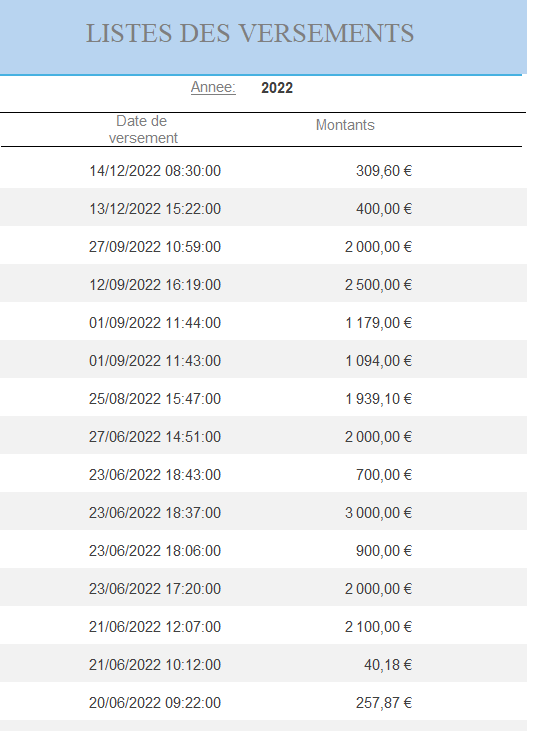 LISTES DES VERSEMENTS
Annee: 2022
Date de versement Montants
14/12/2022 08:30:00 309,60 €
13/12/2022 15:22:00 400,00 €
27/09/2022 10:59:00 2 000,00 €
12/09/2022 16:19:00 2 500,00 €
01/09/2022 11:44:00 1 179,00 €
01/09/2022 11:43:00 1 094,00 €
25/08/2022 15:47:00 1 939,10 €
27/06/2022 14:51:00 2 000,00 €
23/06/2022 18:43:00 700,00 €
23/06/2022 18:37:00 3 000,00 €
23/06/2022 18:06:00 900,00 €
23/06/2022 17:20:00 2 000,00 €
21/06/2022 12:07:00 2 100,00 €
21/06/2022 10:12:00 40,18 €
20/06/2022 09:22:00 257,87 €